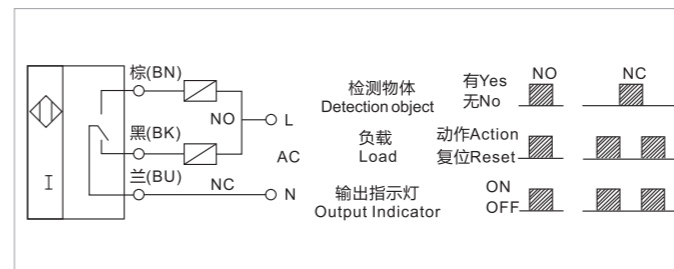 棕(BN)
NO
L
黑(BK)
AC
兰(BU)
NC
N
I
检测物体
Detection object
有Yes
无No
NO
NC
负载
Load
动作Action
复位Reset
输出指示灯
Output Indicator
ON
OFF